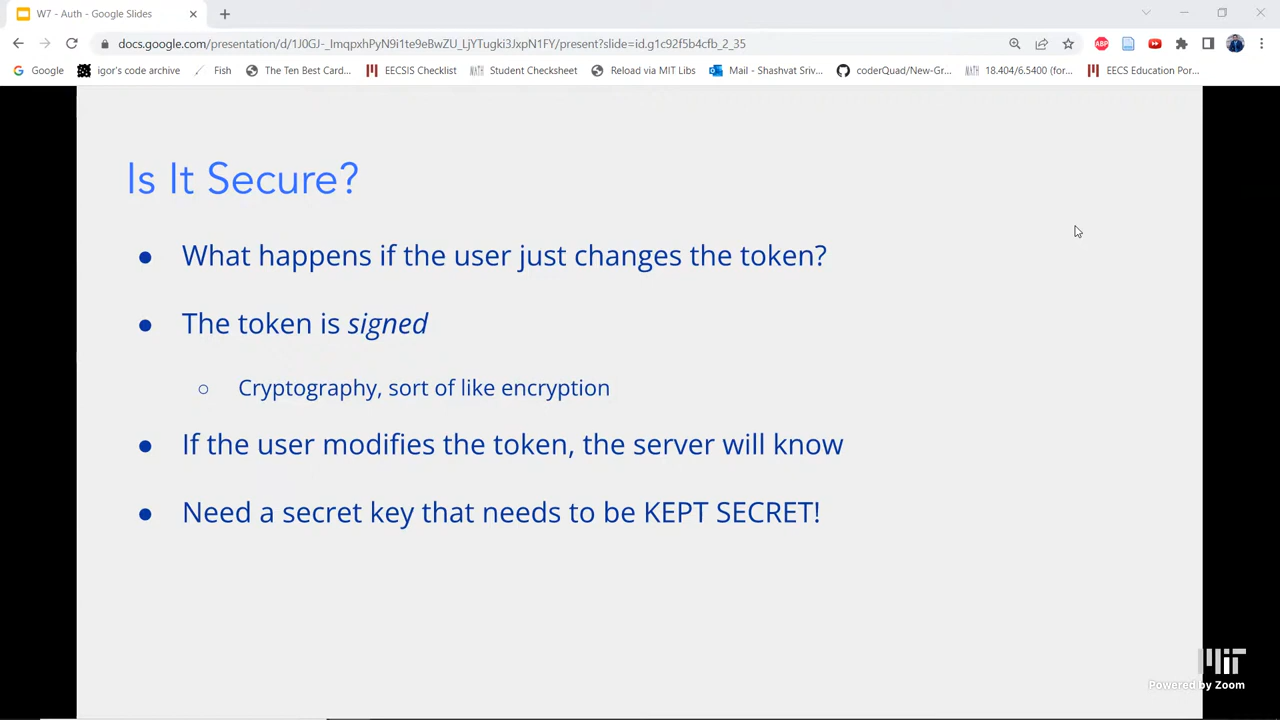 W7 - Auth - Google Slides
docs.google.com/presentation/d/1J0GJ-_ImqpxhPyN91tte9eBwZU_LjYTugki3JxpN1FY/present?slide=id.g1c92f5b4cfb_2_35
Google igor's code archive Fish The Ten Best Card... EECSIS Checklist Student Checksheet Reload via MIT Libs Mail - Shashvat Sriv... coderQuad/New-Gr... 18.404/6.5400 (for... EECS Education Por...
Is It Secure?
● What happens if the user just changes the token?
● The token is signed
○ Cryptography, sort of like encryption
● If the user modifies the token, the server will know
● Need a secret key that needs to be KEPT SECRET!
MIT
Powered by Zoom